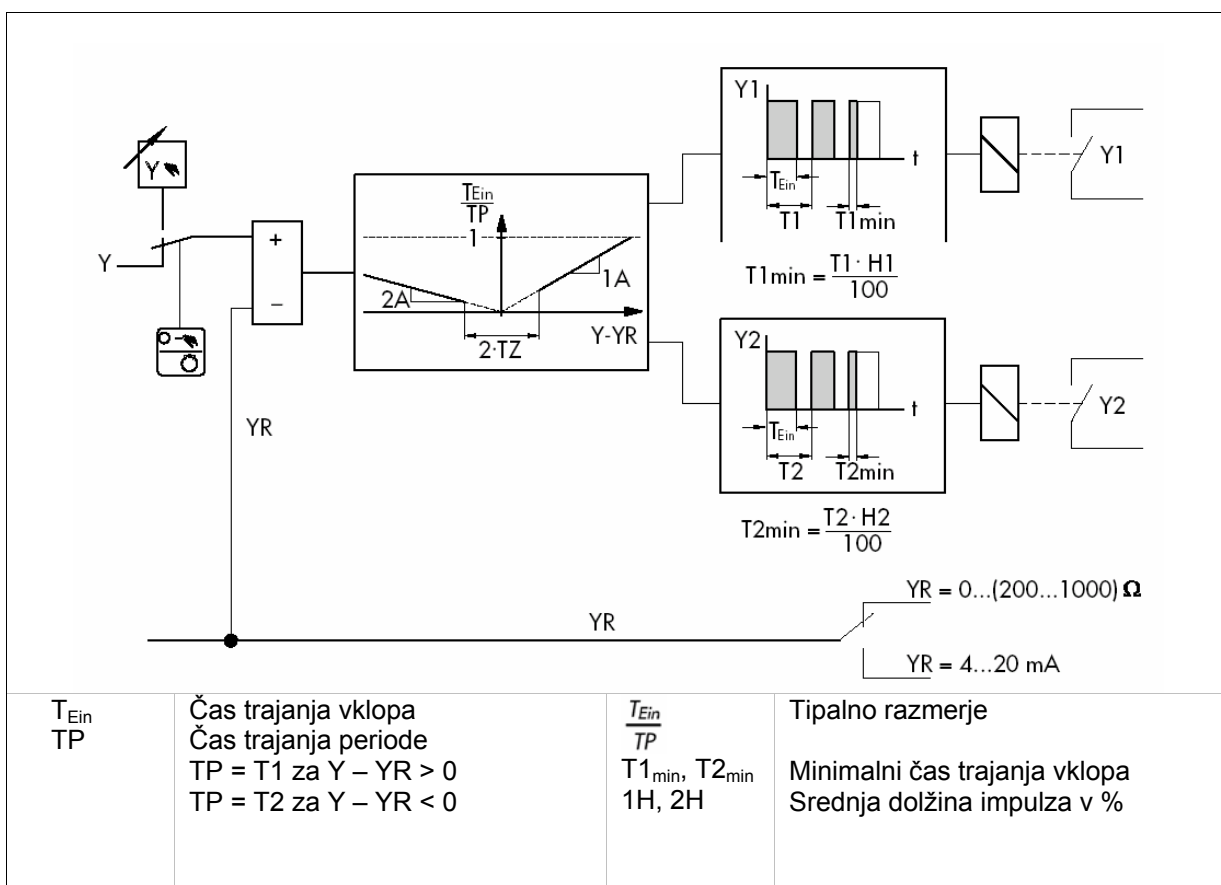 Y
Y
+
−
YR
T_Ein
TP
1
2A
1A
2·TZ
Y-YR
Y1
t
T_Ein
T1
T1min
T1min = T1· H1
100
Y1
Y2
t
T_Ein
T2
T2min
T2min = T2· H2
100
Y2
YR
YR = 0...(200...1000) Ω
YR = 4...20 mA
T_Ein Čas trajanja vklopa
TP Čas trajanja periode
TP = T1 za Y – YR > 0
TP = T2 za Y – YR < 0
T_Ein
TP
Tipalno razmerje
T1_min, T2_min Minimalni čas trajanja vklopa
1H, 2H Srednja dolžina impulza v %